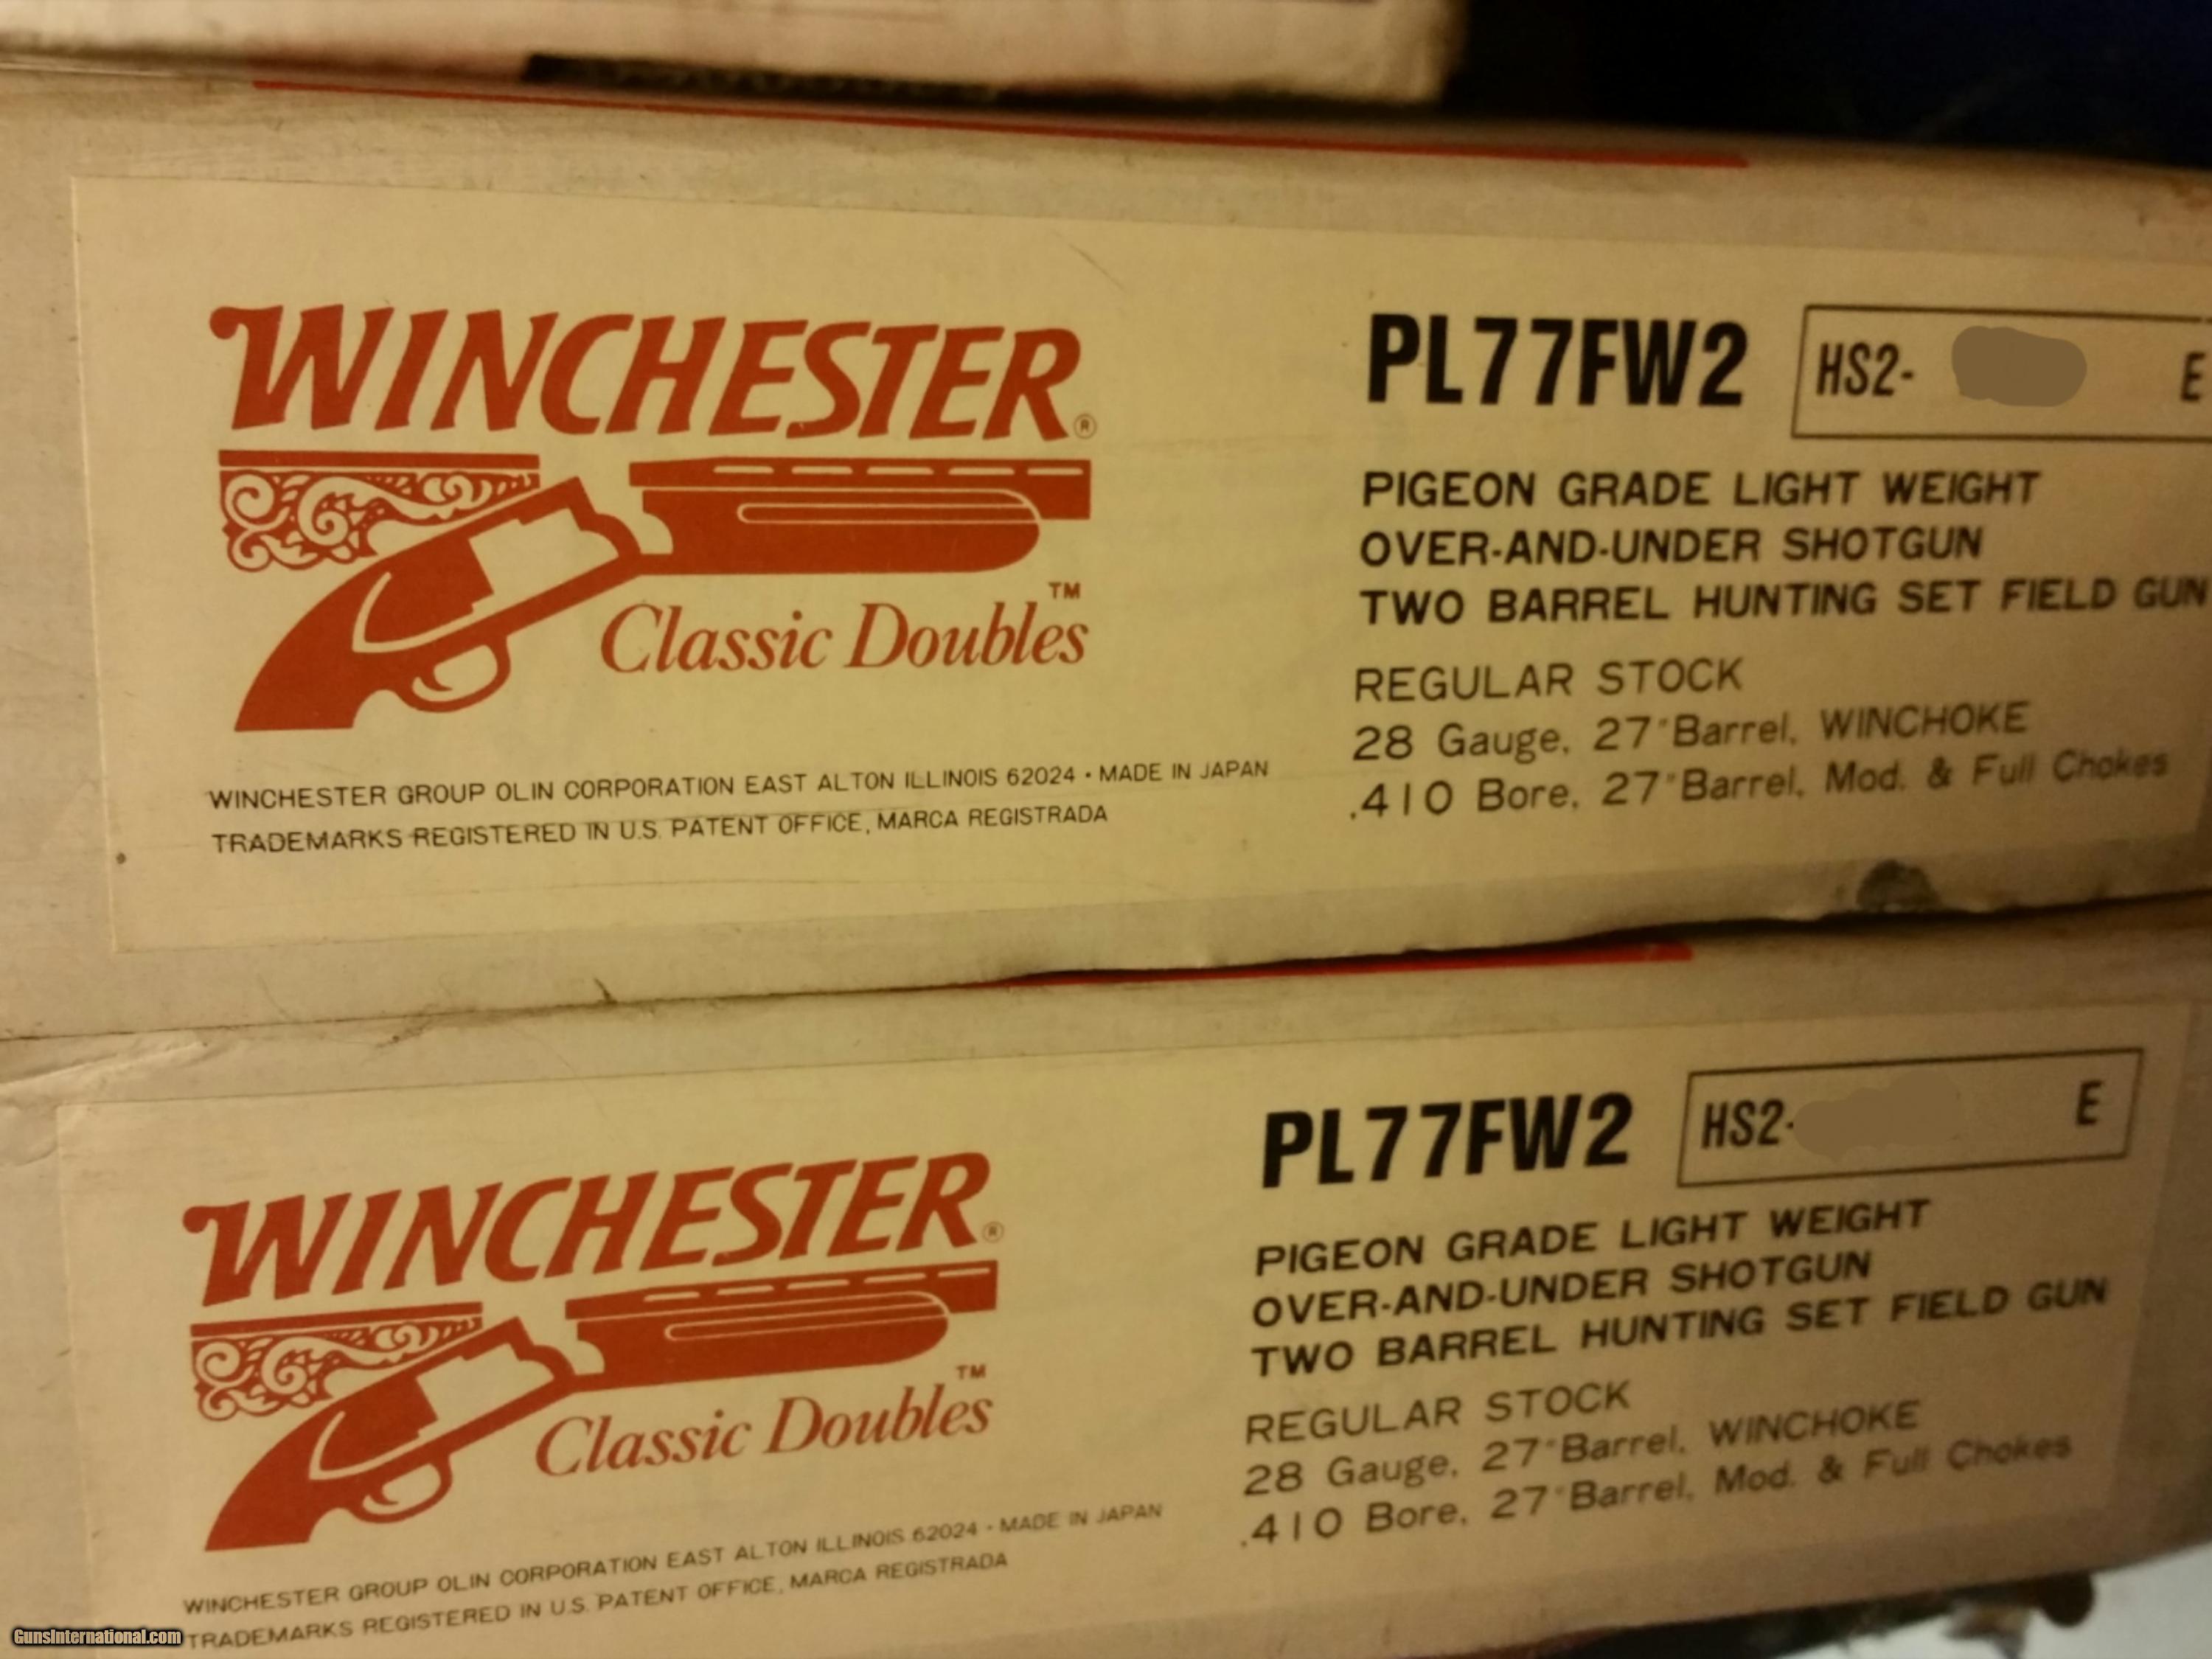 WINCHESTER®
Classic Doubles™
WINCHESTER GROUP OLIN CORPORATION EAST ALTON ILLINOIS 62024 • MADE IN JAPAN
TRADEMARKS REGISTERED IN U.S. PATENT OFFICE, MARCA REGISTRADA
PL77FW2 HS2- E
PIGEON GRADE LIGHT WEIGHT
OVER-AND-UNDER SHOTGUN
TWO BARREL HUNTING SET FIELD GUN
REGULAR STOCK
28 Gauge, 27" Barrel, WINCHOKE
.410 Bore, 27" Barrel, Mod. & Full Chokes
WINCHESTER®
Classic Doubles™
WINCHESTER GROUP OLIN CORPORATION EAST ALTON ILLINOIS 62024 • MADE IN JAPAN
TRADEMARKS REGISTERED IN U.S. PATENT OFFICE, MARCA REGISTRADA
PL77FW2 HS2- E
PIGEON GRADE LIGHT WEIGHT
OVER-AND-UNDER SHOTGUN
TWO BARREL HUNTING SET FIELD GUN
REGULAR STOCK
28 Gauge, 27" Barrel, WINCHOKE
.410 Bore, 27" Barrel, Mod. & Full Chokes
GunsInternational.com